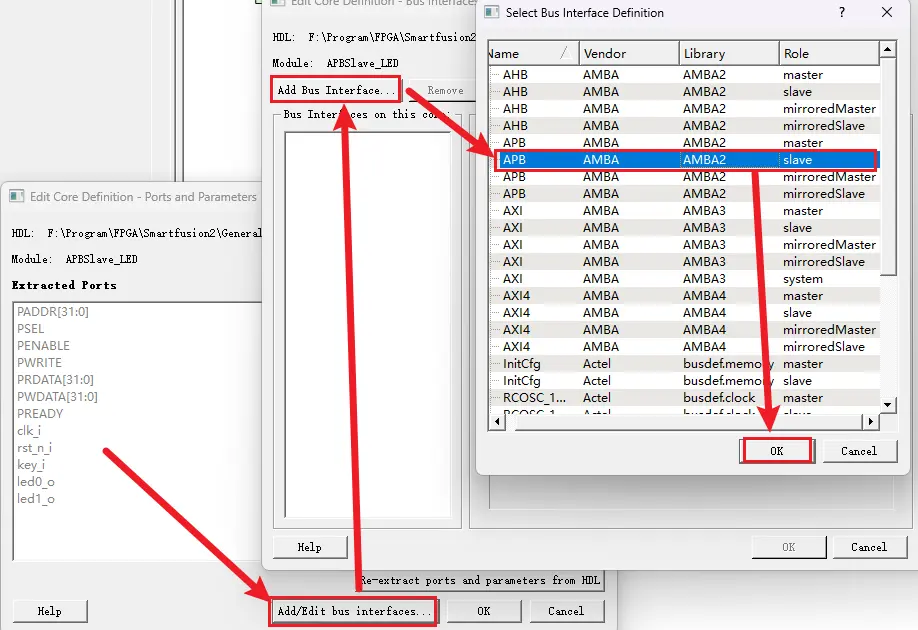 Edit Core Definition - Bus Interfaces
HDL: F:\Program\FPGA\Smartfusion2
Module: APBSlave_LED
Add Bus Interface...
Remove
Bus Interfaces on this core:
Help
OK
Cancel
Select Bus Interface Definition
?
Name Vendor Library Role
AHB AMBA AMBA2 master
AHB AMBA AMBA2 slave
AHB AMBA AMBA2 mirroredMaster
AHB AMBA AMBA2 mirroredSlave
APB AMBA AMBA2 master
APB AMBA AMBA2 slave
APB AMBA AMBA2 mirroredMaster
APB AMBA AMBA2 mirroredSlave
AXI AMBA AMBA3 master
AXI AMBA AMBA3 slave
AXI AMBA AMBA3 mirroredMaster
AXI AMBA AMBA3 mirroredSlave
AXI AMBA AMBA3 system
AXI4 AMBA AMBA4 master
AXI4 AMBA AMBA4 slave
AXI4 AMBA AMBA4 mirroredMaster
AXI4 AMBA AMBA4 mirroredSlave
InitCfg Actel busdef.memory master
InitCfg Actel busdef.memory slave
RCOSC_1... Actel busdef.clock master
RCOSC_1... Actel busdef.clock slave
OK
Cancel
Edit Core Definition - Ports and Parameters
HDL: F:\Program\FPGA\Smartfusion2\General
Module: APBSlave_LED
Extracted Ports
PADDR[31:0]
PSEL
PENABLE
PWRITE
PRDATA[31:0]
PWDATA[31:0]
PREADY
clk_i
rst_n_i
key_i
led0_o
led1_o
Re-extract ports and parameters from HDL
Help
Add/Edit bus interfaces...
OK
Cancel